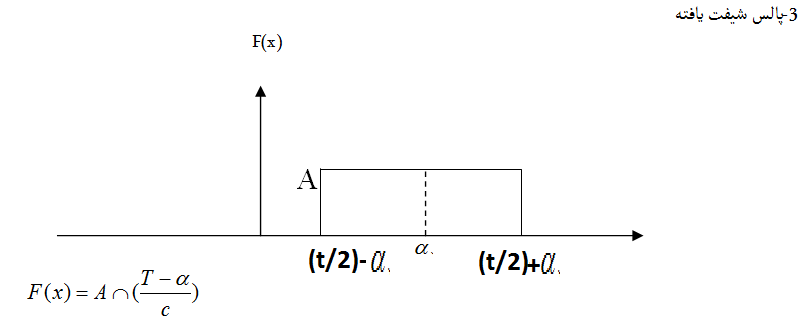 3-پالس شیفت یافته
F(x)
A
α
(t/2)-α
(t/2)+α
F(x) = A ∩ (T − α / c)